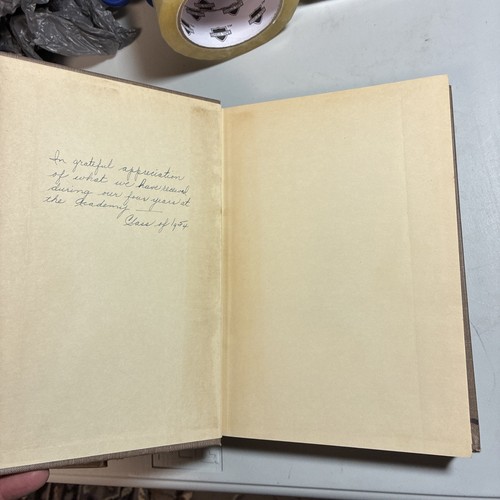 In grateful appreciation
of what we have received
during our four years at
the Academy
Class of 1954